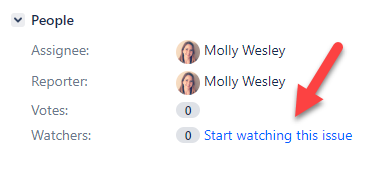 People
Assignee: Molly Wesley
Reporter: Molly Wesley
Votes: 0
Watchers: 0 Start watching this issue